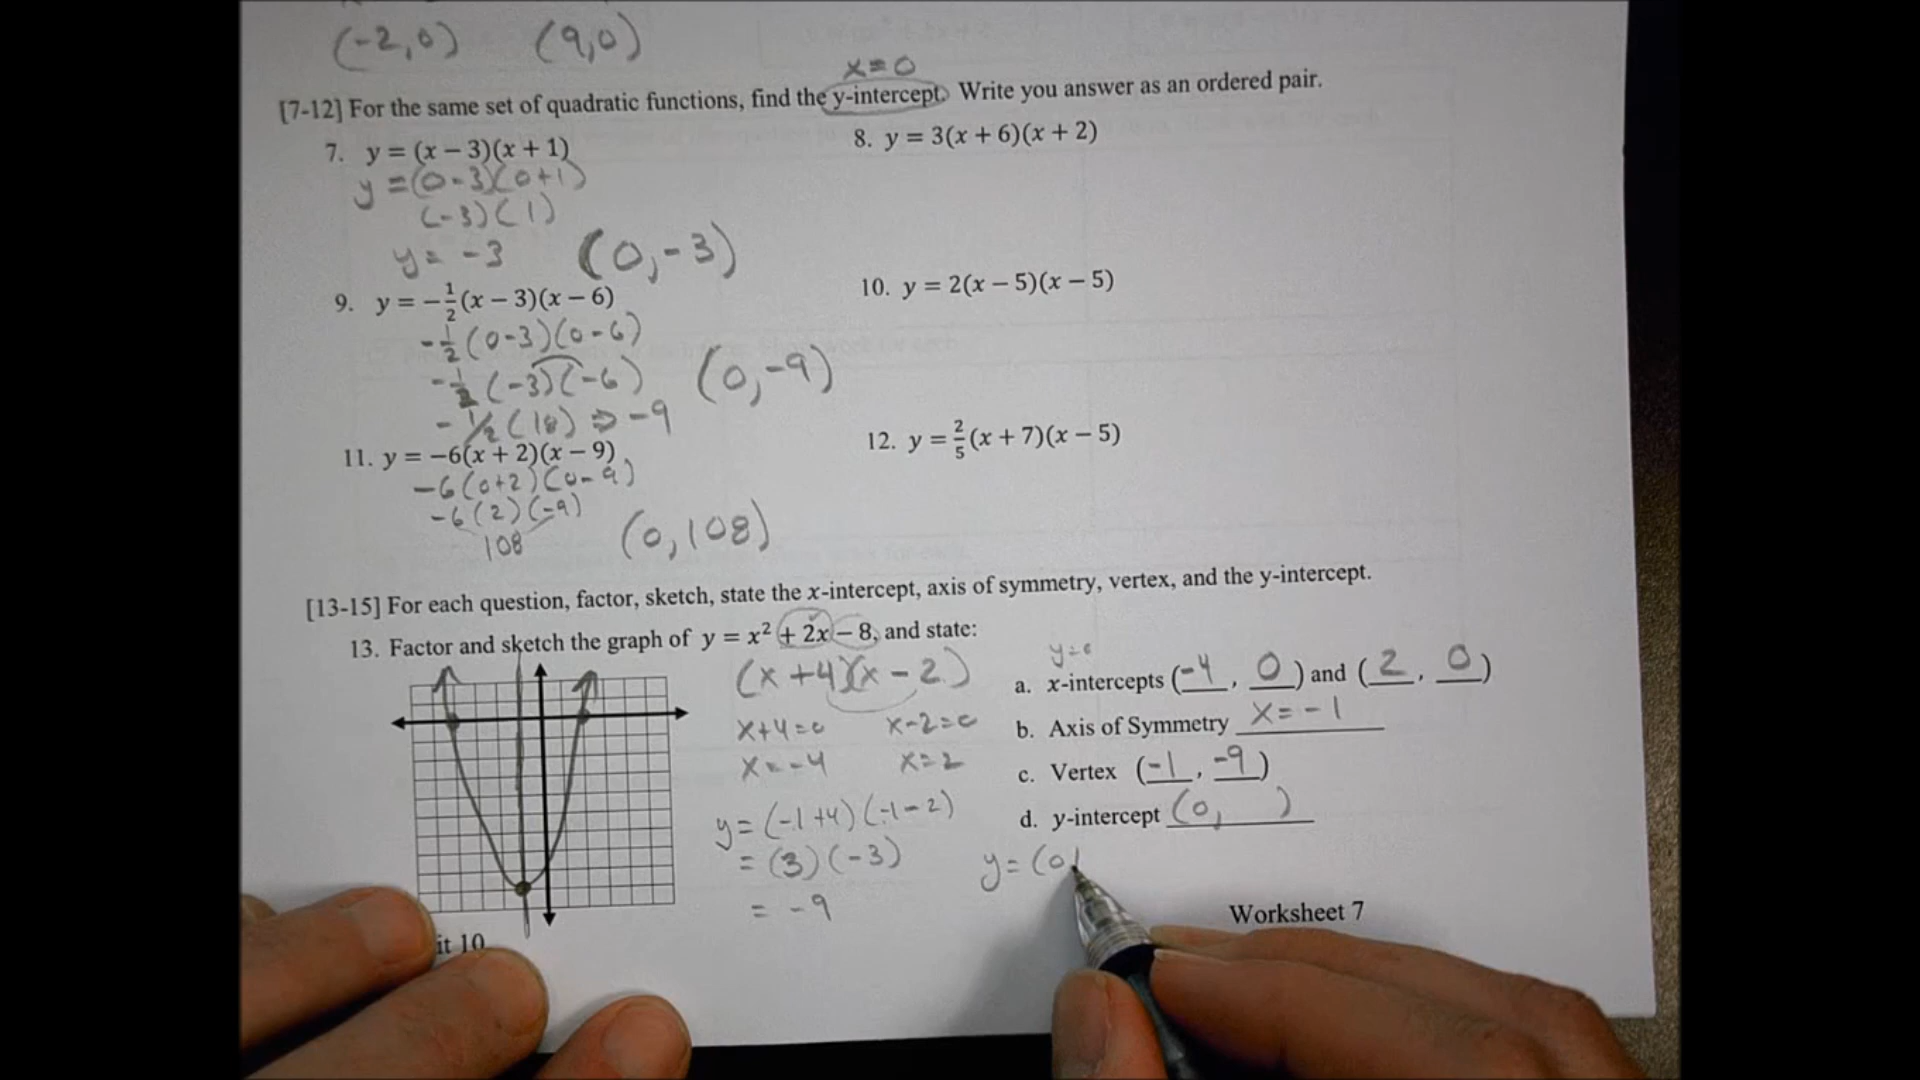 (-2,0) (9,0)
x=0
[7-12] For the same set of quadratic functions, find the y-intercept. Write you answer as an ordered pair.
7. y = (x − 3)(x + 1)
y = (0-3)(0+1)
(-3)(1)
y = -3 (0,-3)
8. y = 3(x + 6)(x + 2)
9. y = −1/2(x − 3)(x − 6)
-1/2(0-3)(0-6)
-1/2(-3)(-6) (0,-9)
-1/2(18) ⇒ -9
10. y = 2(x − 5)(x − 5)
11. y = −6(x + 2)(x − 9)
-6(0+2)(0-9)
-6(2)(-9)
108 (0,108)
12. y = 2/5(x + 7)(x − 5)
[13-15] For each question, factor, sketch, state the x-intercept, axis of symmetry, vertex, and the y-intercept.
13. Factor and sketch the graph of y = x² + 2x − 8, and state:
(x+4)(x-2)
x+4=0 x-2=0
x=-4 x=2
y=(-1+4)(-1-2)
=(3)(-3)
= -9
y=0
a. x-intercepts (-4, 0) and (2, 0)
b. Axis of Symmetry x=-1
c. Vertex (-1, -9)
d. y-intercept (0, )
y=(0
Worksheet 7
it 10